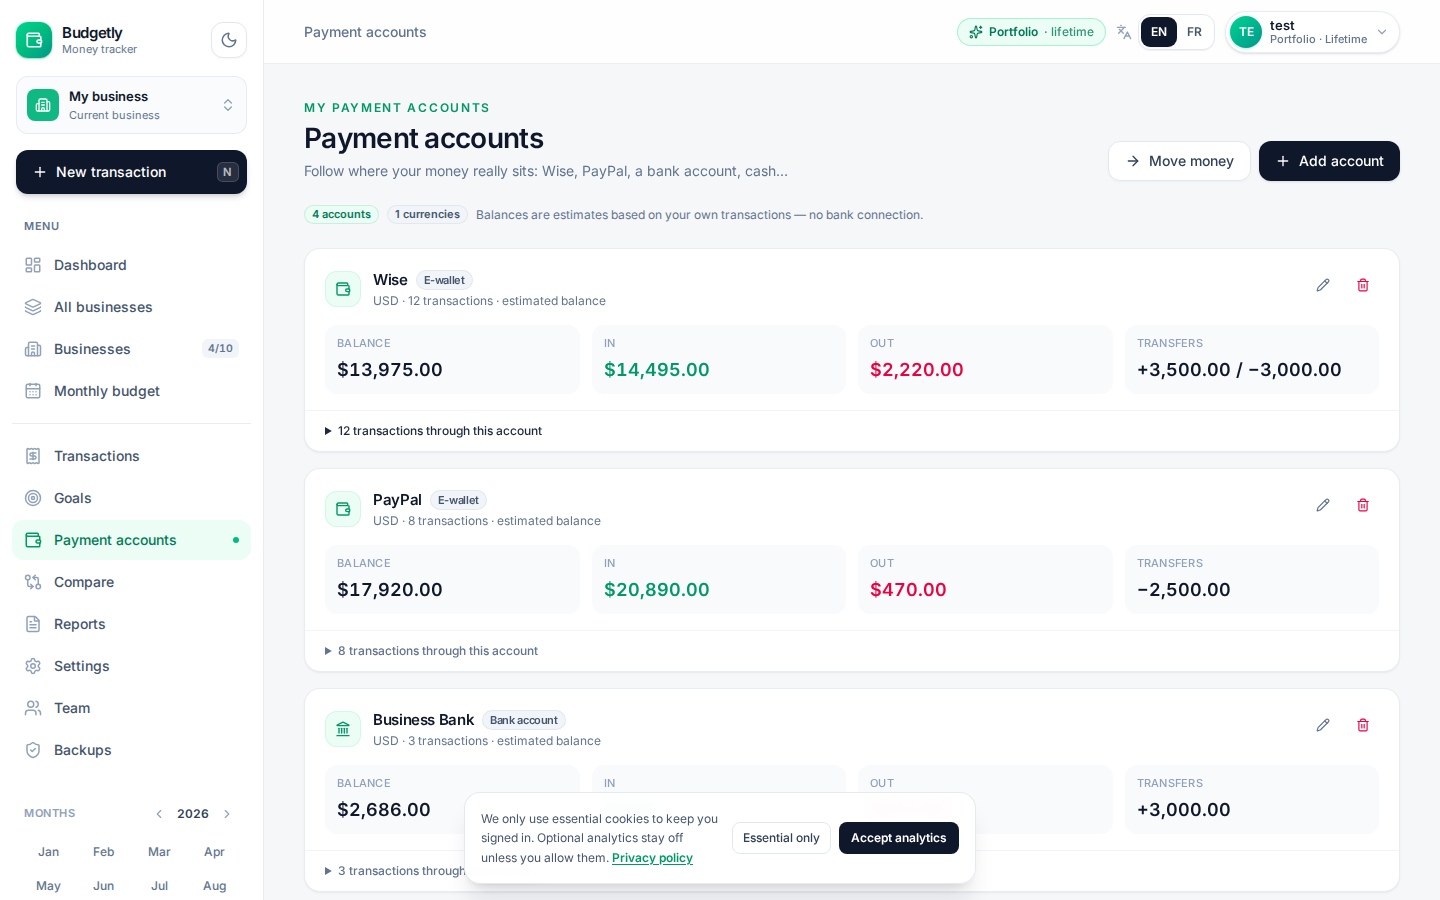 Budgetly
Money tracker
My business
Current business
New transaction N
MENU
Dashboard
All businesses
Businesses 4/10
Monthly budget
Transactions
Goals
Payment accounts
Compare
Reports
Settings
Team
Backups
MONTHS 2026
Jan Feb Mar Apr
May Jun Jul Aug
Payment accounts
Portfolio · lifetime
EN FR
TE
test
Portfolio · Lifetime
MY PAYMENT ACCOUNTS
Payment accounts
Follow where your money really sits: Wise, PayPal, a bank account, cash...
Move money
Add account
4 accounts 1 currencies Balances are estimates based on your own transactions — no bank connection.
Wise E-wallet
USD · 12 transactions · estimated balance
BALANCE IN OUT TRANSFERS
$13,975.00 $14,495.00 $2,220.00 +3,500.00 / −3,000.00
12 transactions through this account
PayPal E-wallet
USD · 8 transactions · estimated balance
BALANCE IN OUT TRANSFERS
$17,920.00 $20,890.00 $470.00 −2,500.00
8 transactions through this account
Business Bank Bank account
USD · 3 transactions · estimated balance
BALANCE IN OUT TRANSFERS
$2,686.00 +3,000.00
3 transactions through
We only use essential cookies to keep you
signed in. Optional analytics stay off
unless you allow them. Privacy policy
Essential only
Accept analytics